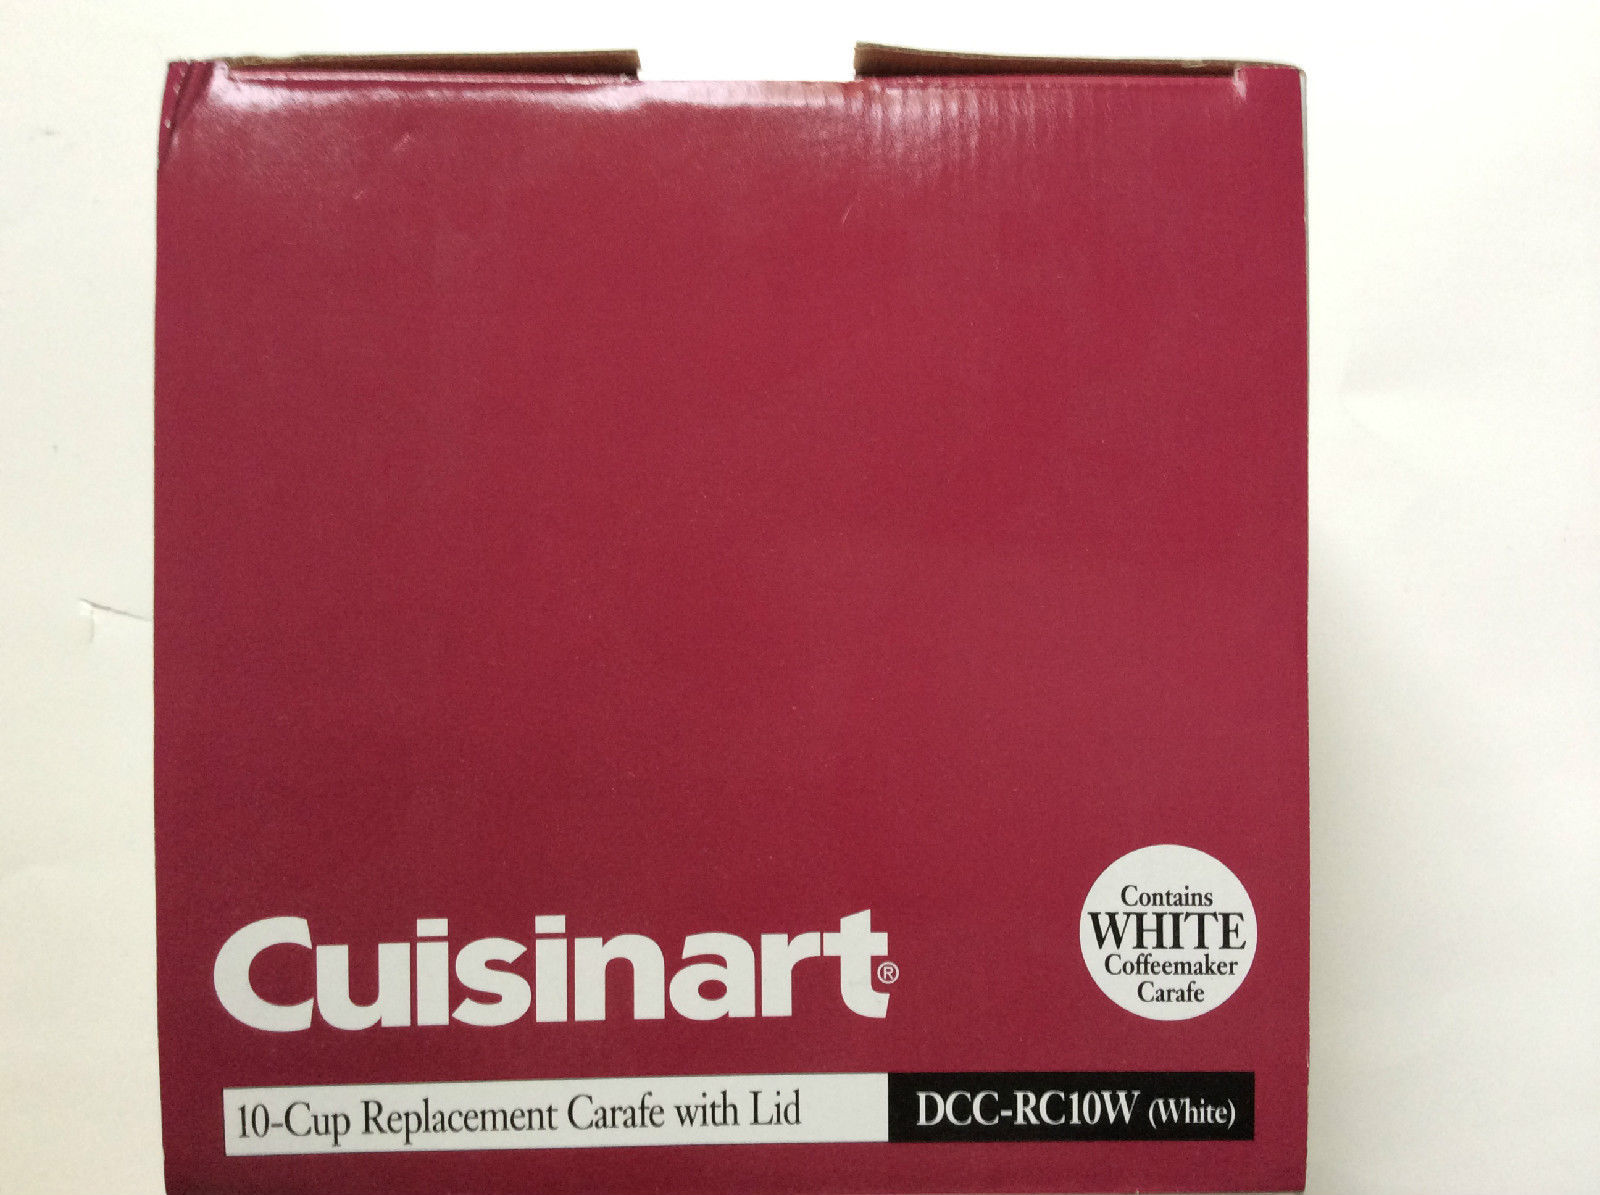 Cuisinart®
Contains
WHITE
Coffeemaker
Carafe
10-Cup Replacement Carafe with Lid
DCC-RC10W (White)